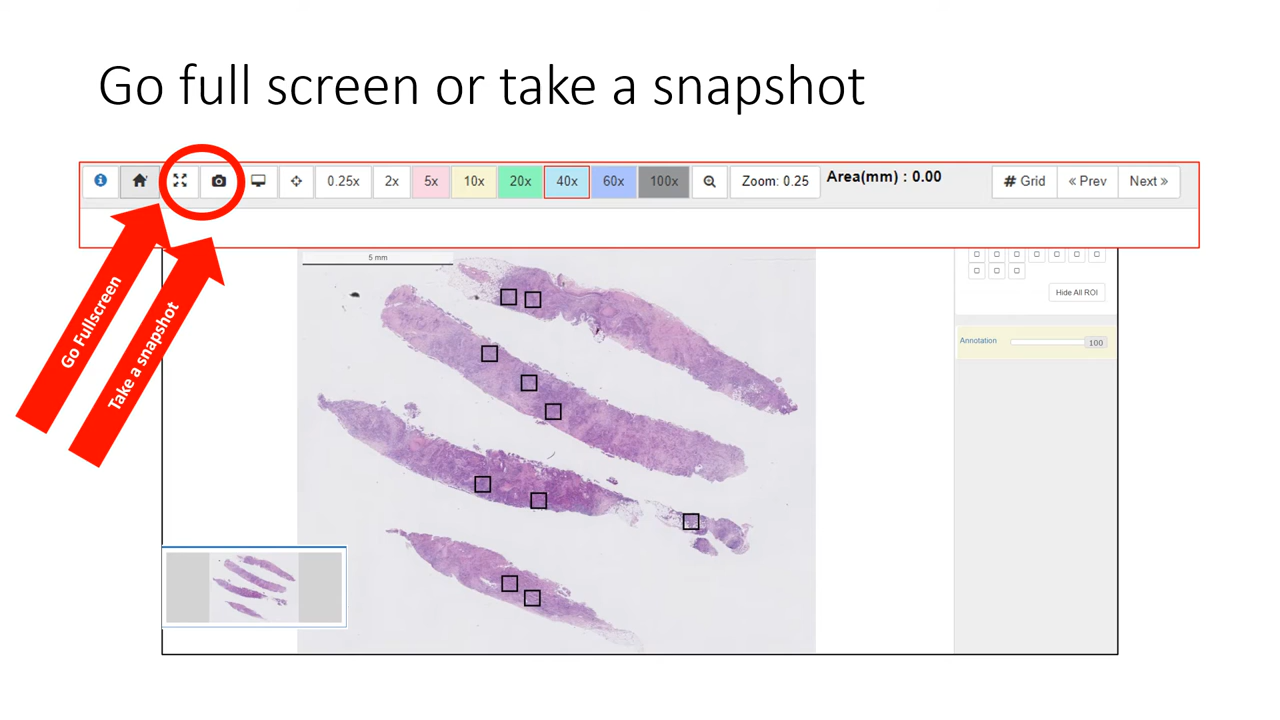 Go full screen or take a snapshot
0.25x 2x 5x 10x 20x 40x 60x 100x Zoom: 0.25 Area(mm) : 0.00 # Grid « Prev Next »
5 mm
Hide All ROI
Go Fullscreen
Take a snapshot
Annotation 100